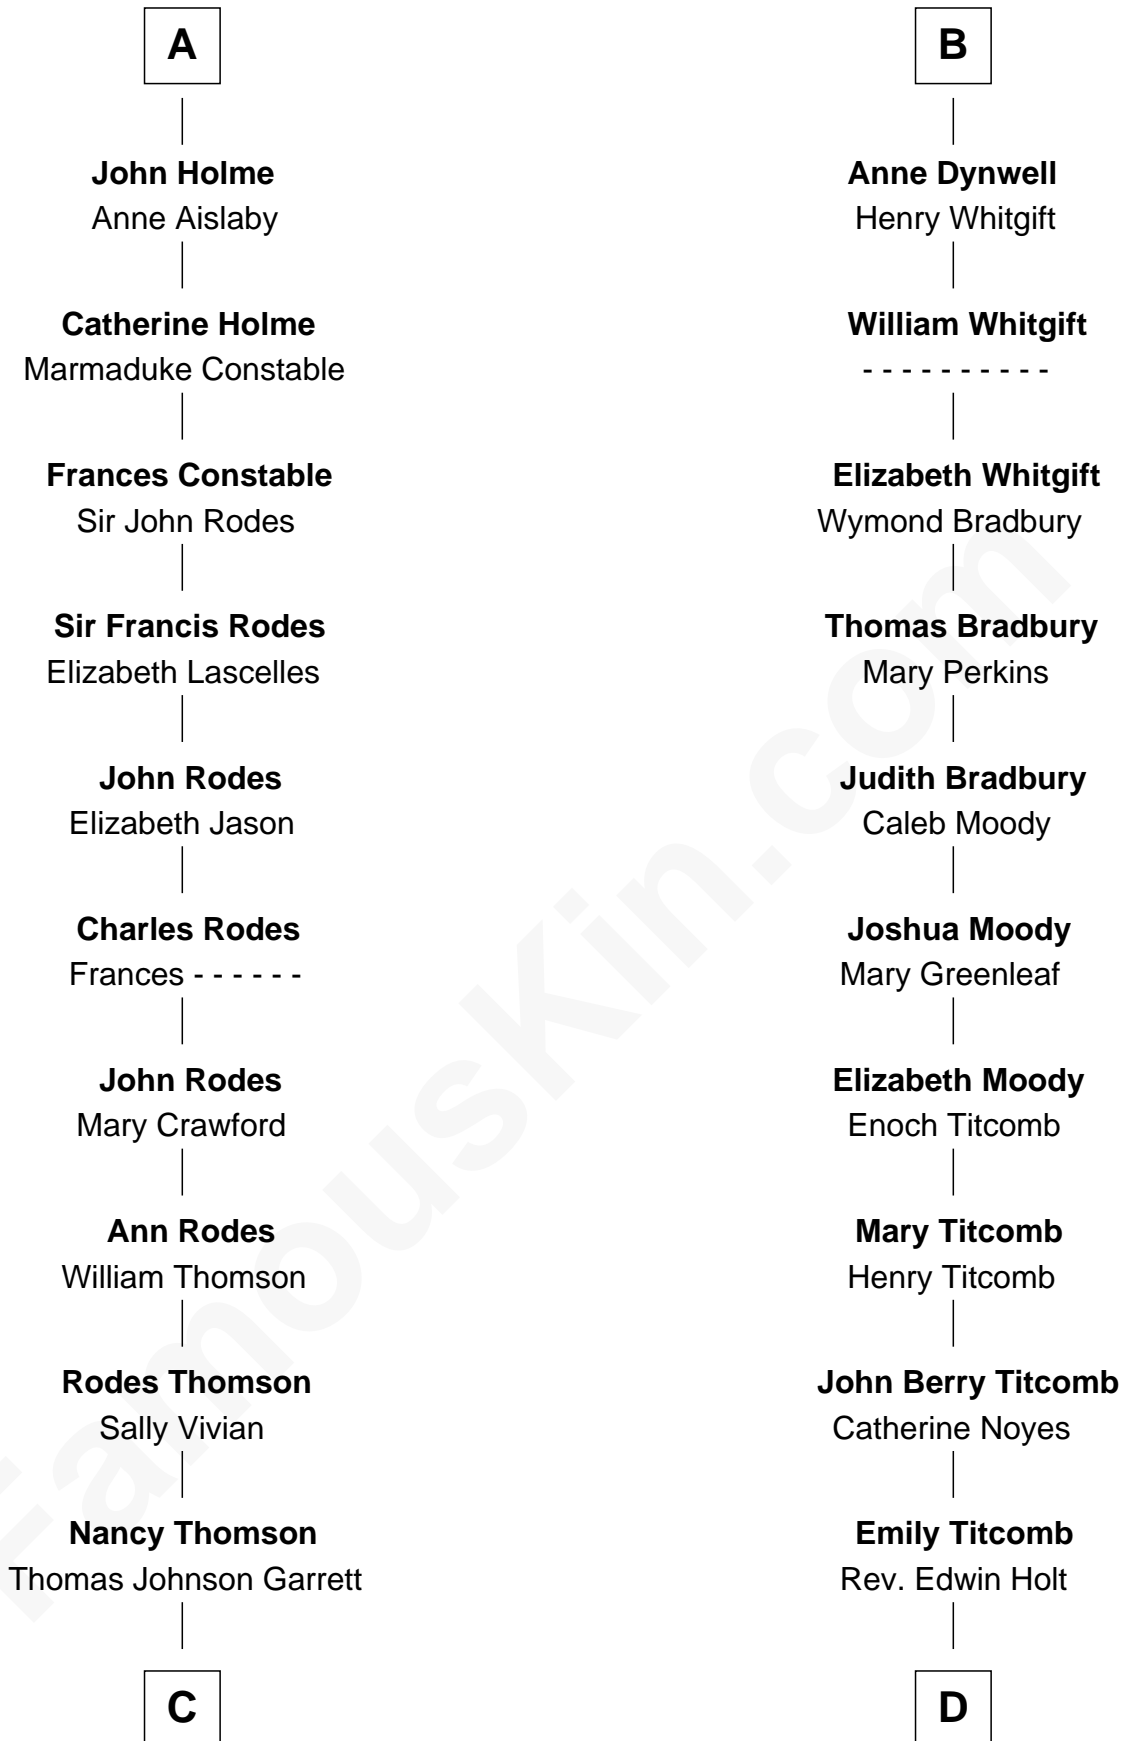 A
John Holme
Anne Aislaby
Catherine Holme
Marmaduke Constable
Frances Constable
Sir John Rodes
Sir Francis Rodes
Elizabeth Lascelles
John Rodes
Elizabeth Jason
Charles Rodes
Frances - - - - - -
John Rodes
Mary Crawford
Ann Rodes
William Thomson
Rodes Thomson
Sally Vivian
Nancy Thomson
Thomas Johnson Garrett
C
B
Anne Dynwell
Henry Whitgift
William Whitgift
- - - - - - - - - -
Elizabeth Whitgift
Wymond Bradbury
Thomas Bradbury
Mary Perkins
Judith Bradbury
Caleb Moody
Joshua Moody
Mary Greenleaf
Elizabeth Moody
Enoch Titcomb
Mary Titcomb
Henry Titcomb
John Berry Titcomb
Catherine Noyes
Emily Titcomb
Rev. Edwin Holt
D
FamousKin.com